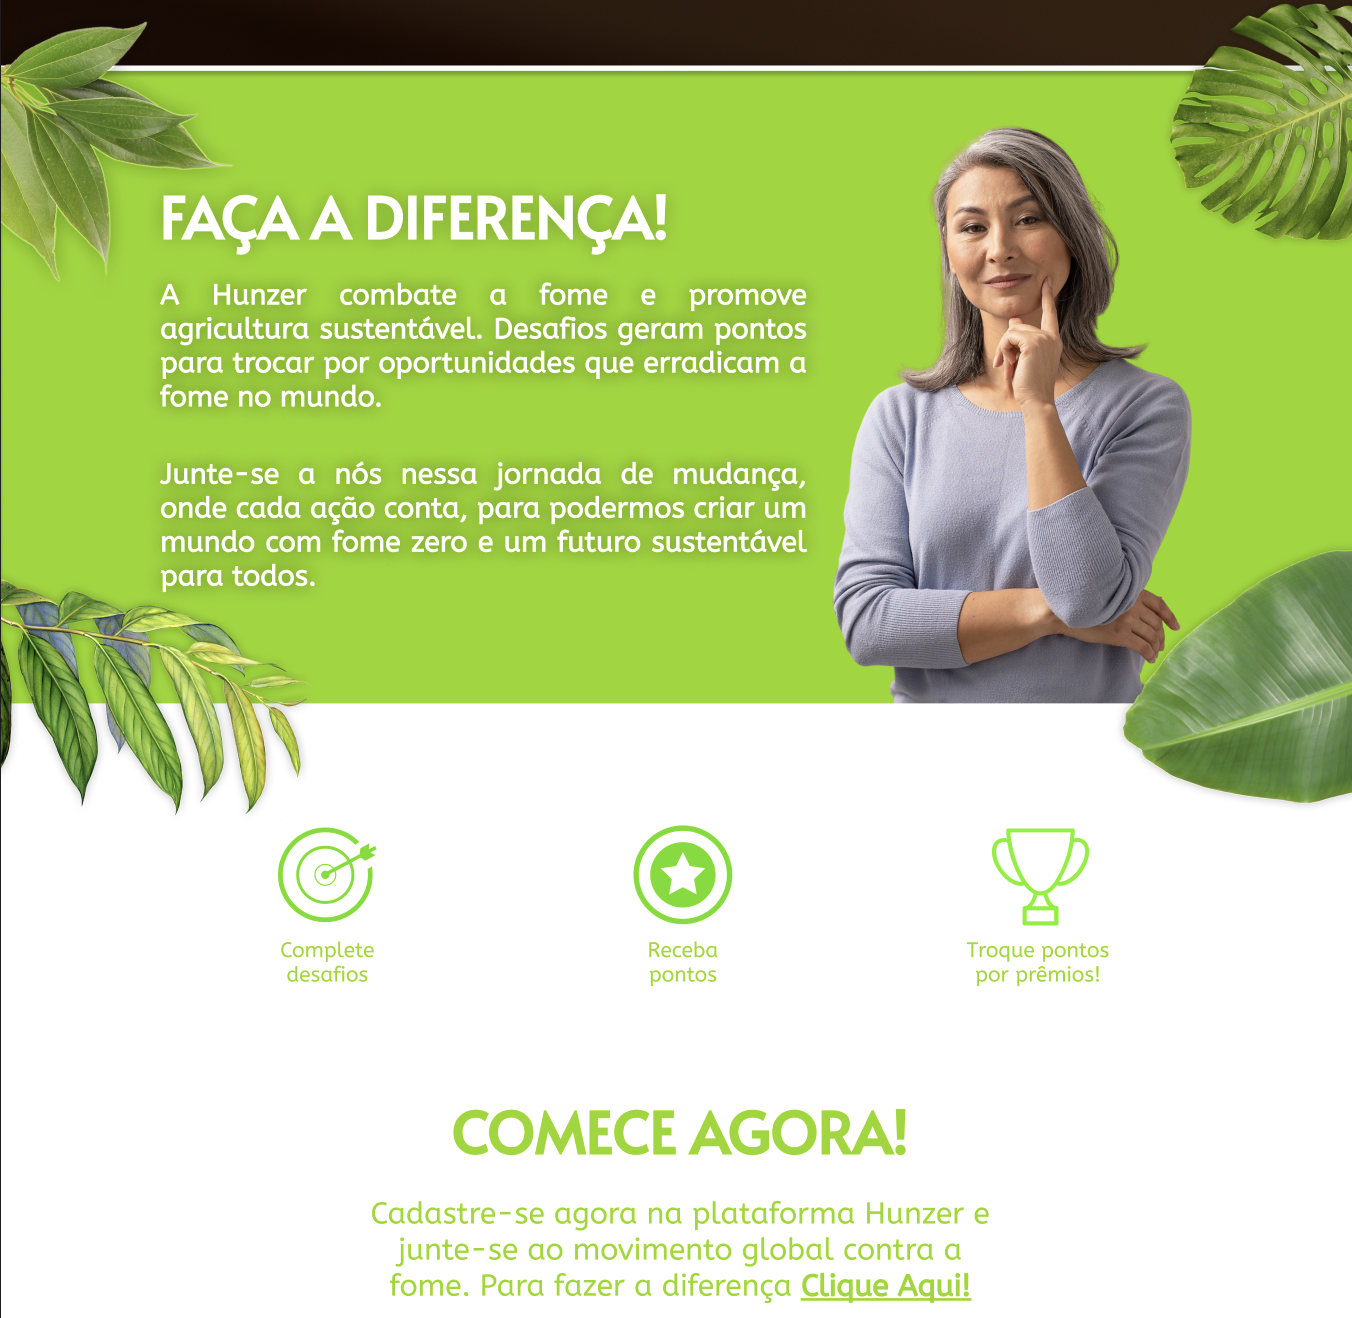 FAÇA A DIFERENÇA!
A Hunzer combate a fome e promove
agricultura sustentável. Desafios geram pontos
para trocar por oportunidades que erradicam a
fome no mundo.
Junte-se a nós nessa jornada de mudança,
onde cada ação conta, para podermos criar um
mundo com fome zero e um futuro sustentável
para todos.
Complete
desafios
Receba
pontos
Troque pontos
por prêmios!
COMECE AGORA!
Cadastre-se agora na plataforma Hunzer e
junte-se ao movimento global contra a
fome. Para fazer a diferença Clique Aqui!